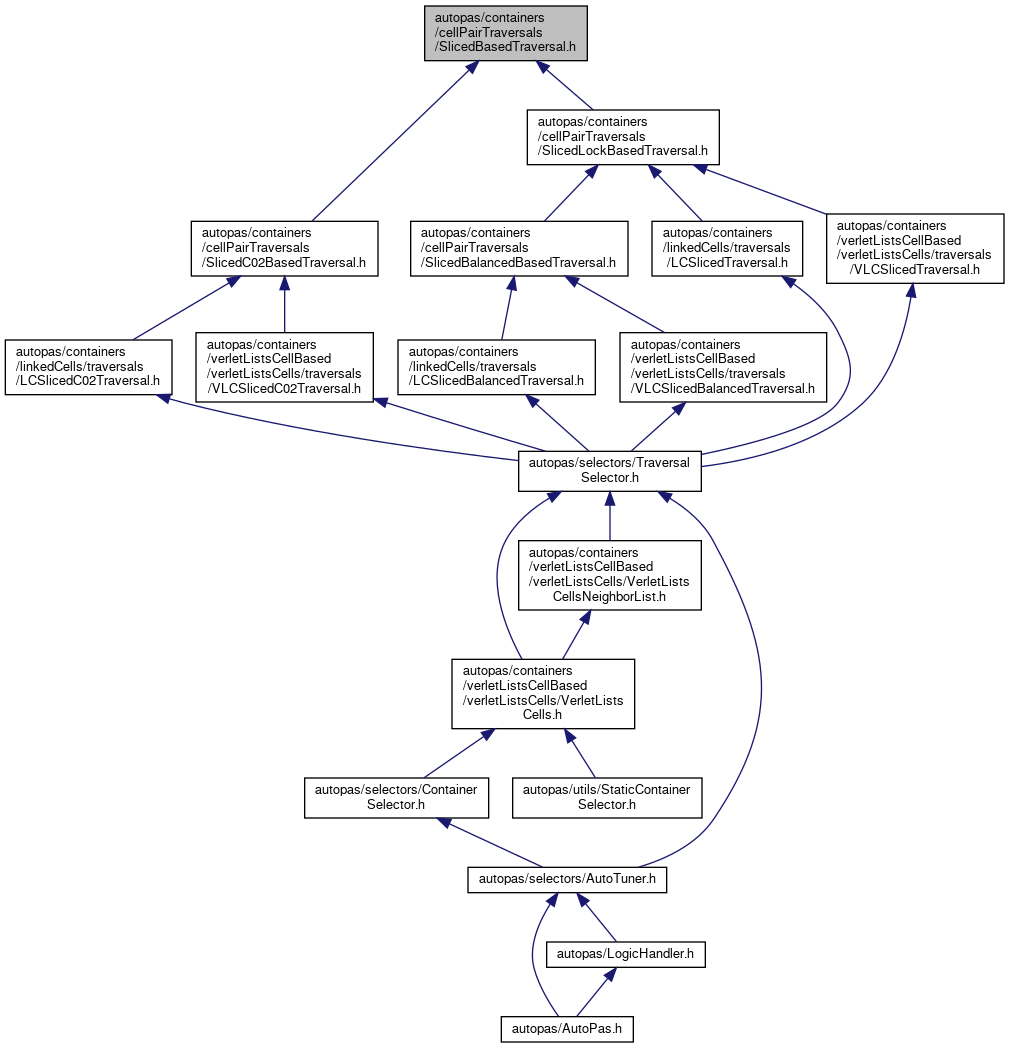 autopas/containers
/cellPairTraversals
/SlicedBasedTraversal.h
autopas/containers
/cellPairTraversals
/SlicedLockBasedTraversal.h
autopas/containers
/cellPairTraversals
/SlicedC02BasedTraversal.h
autopas/containers
/cellPairTraversals
/SlicedBalancedBasedTraversal.h
autopas/containers
/linkedCells/traversals
/LCSlicedTraversal.h
autopas/containers
/verletListsCellBased
/verletListsCells/traversals
/VLCSlicedTraversal.h
autopas/containers
/linkedCells/traversals
/LCSlicedC02Traversal.h
autopas/containers
/verletListsCellBased
/verletListsCells/traversals
/VLCSlicedC02Traversal.h
autopas/containers
/linkedCells/traversals
/LCSlicedBalancedTraversal.h
autopas/containers
/verletListsCellBased
/verletListsCells/traversals
/VLCSlicedBalancedTraversal.h
autopas/selectors/Traversal
Selector.h
autopas/containers
/verletListsCellBased
/verletListsCells/VerletLists
CellsNeighborList.h
autopas/containers
/verletListsCellBased
/verletListsCells/VerletLists
Cells.h
autopas/selectors/Container
Selector.h
autopas/utils/StaticContainer
Selector.h
autopas/selectors/AutoTuner.h
autopas/LogicHandler.h
autopas/AutoPas.h